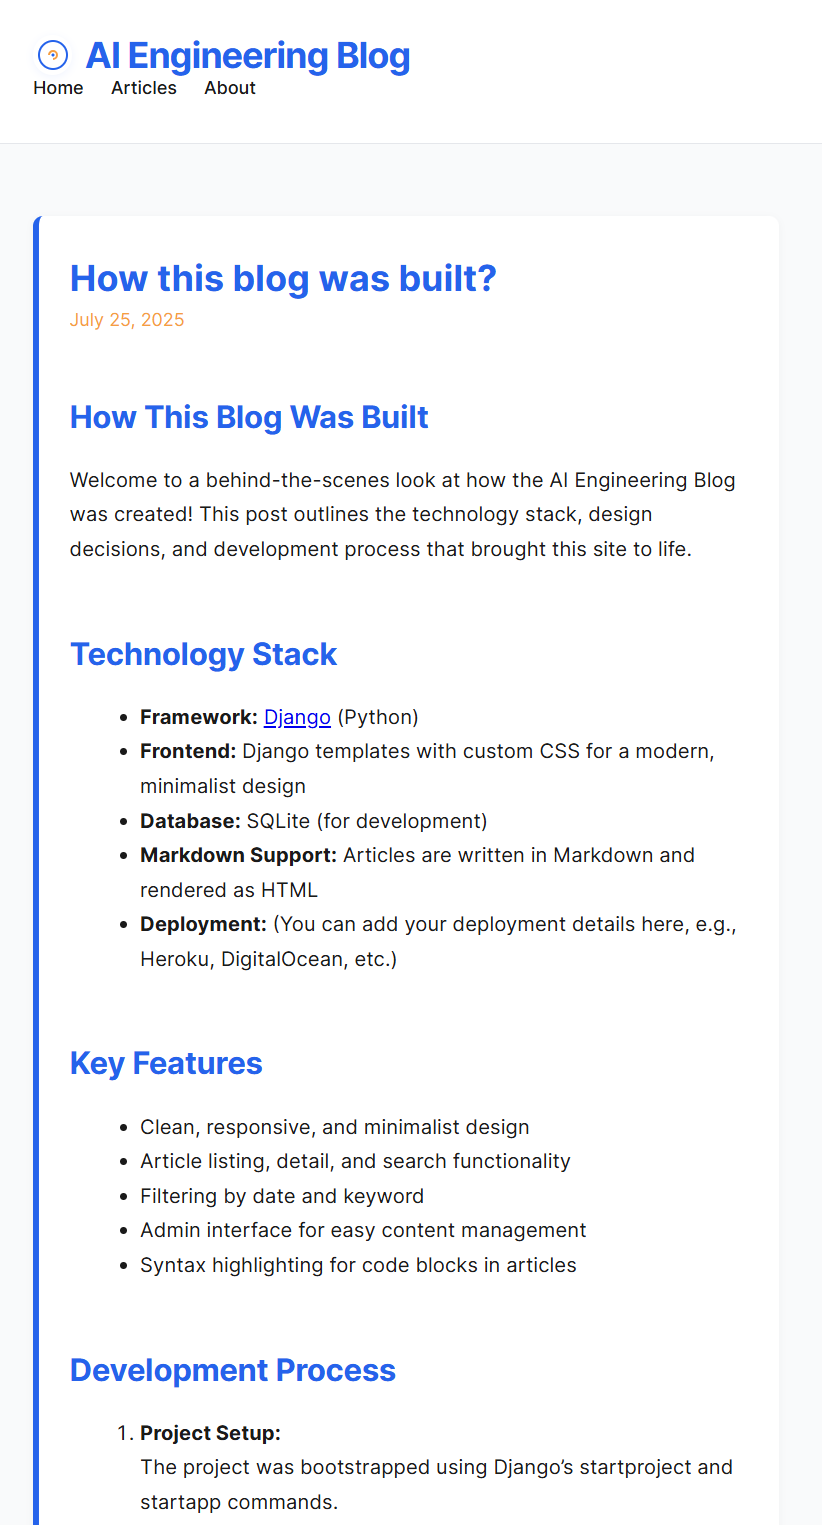 AI Engineering Blog
Home Articles About
How this blog was built?
July 25, 2025
How This Blog Was Built
Welcome to a behind-the-scenes look at how the AI Engineering Blog
was created! This post outlines the technology stack, design
decisions, and development process that brought this site to life.
Technology Stack
• Framework: Django (Python)
• Frontend: Django templates with custom CSS for a modern,
minimalist design
• Database: SQLite (for development)
• Markdown Support: Articles are written in Markdown and
rendered as HTML
• Deployment: (You can add your deployment details here, e.g.,
Heroku, DigitalOcean, etc.)
Key Features
• Clean, responsive, and minimalist design
• Article listing, detail, and search functionality
• Filtering by date and keyword
• Admin interface for easy content management
• Syntax highlighting for code blocks in articles
Development Process
1. Project Setup:
The project was bootstrapped using Django’s startproject and
startapp commands.